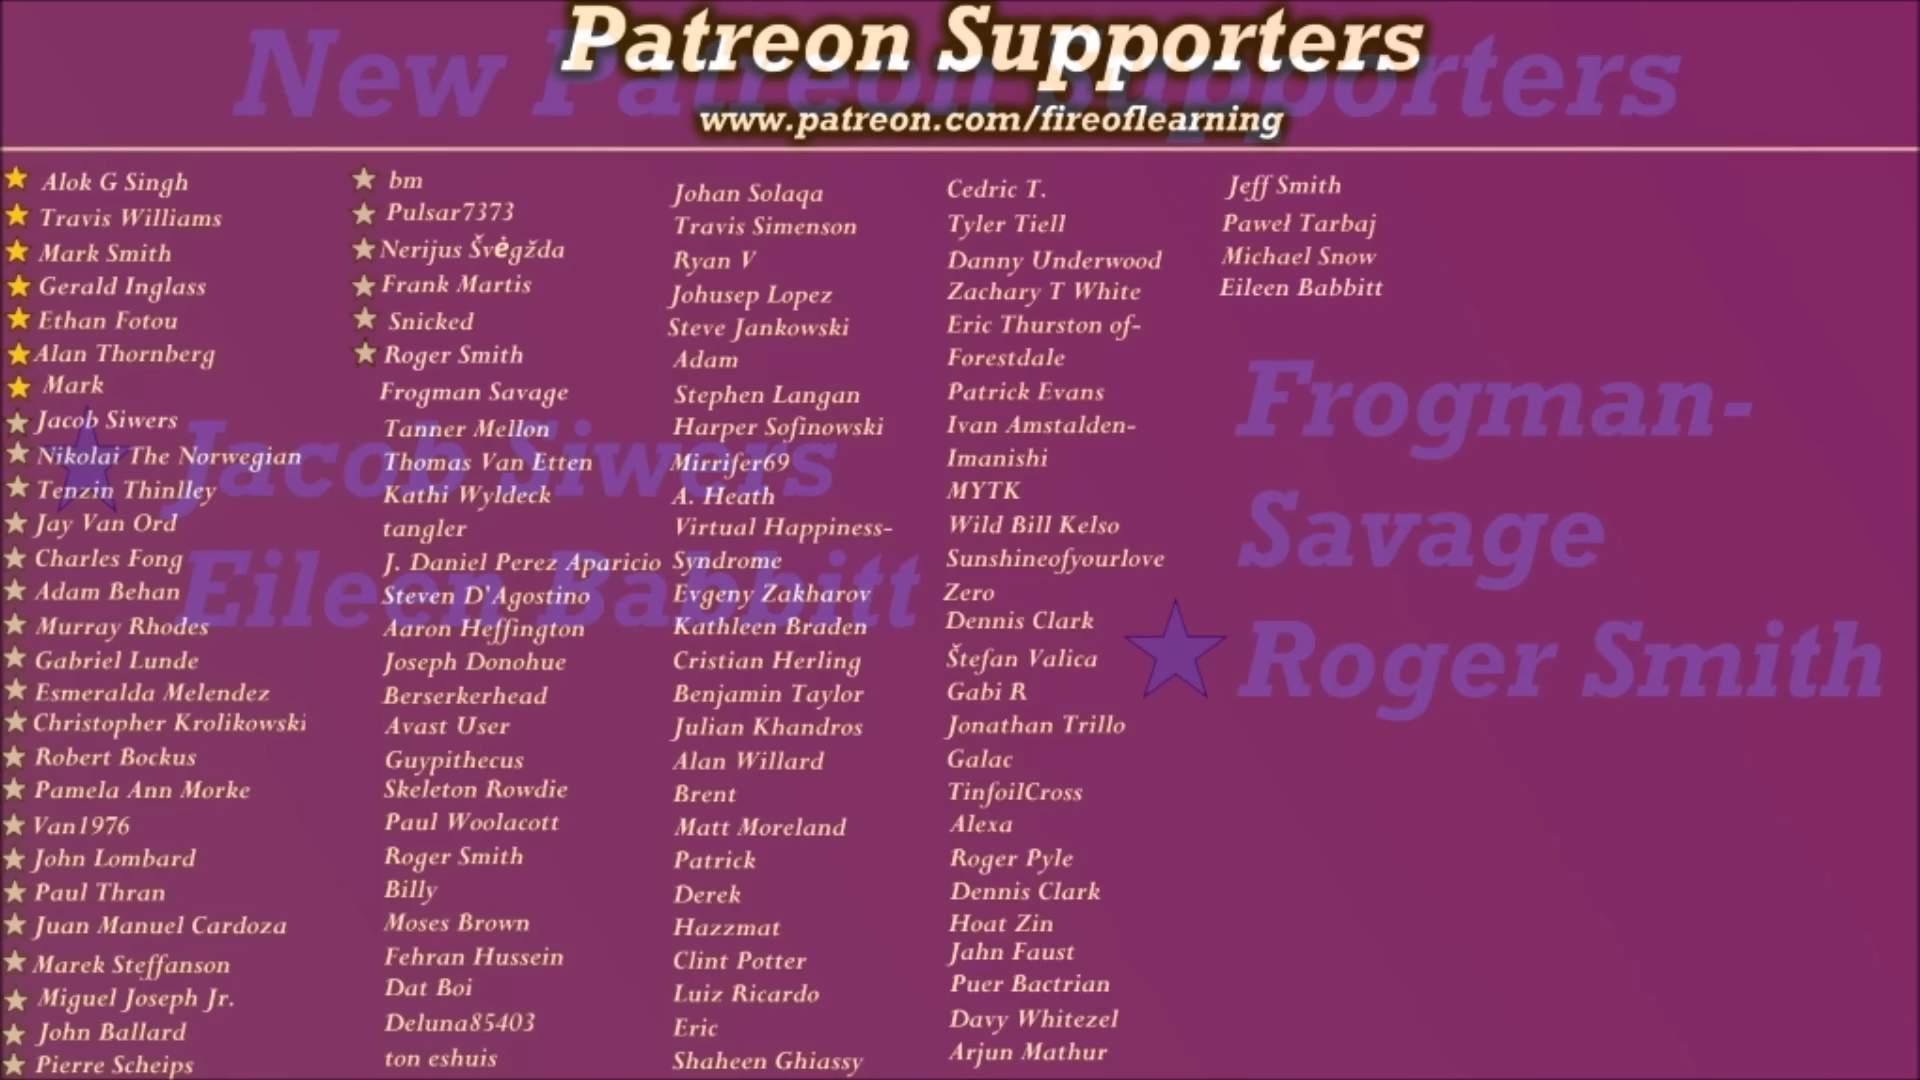 Patreon Supporters
New Patreon Supporters
www.patreon.com/fireoflearning
Alok G Singh
Travis Williams
Mark Smith
Gerald Inglass
Ethan Fotou
Alan Thornberg
Mark
Jacob Siwers
Nikolai The Norwegian
Tenzin Thinlley
Jay Van Ord
Charles Fong
Adam Behan
Murray Rhodes
Gabriel Lunde
Esmeralda Melendez
Christopher Krolikowski
Robert Bockus
Pamela Ann Morke
Van1976
John Lombard
Paul Thran
Juan Manuel Cardoza
Marek Steffanson
Miguel Joseph Jr.
John Ballard
Pierre Scheips
bm
Pulsar7373
Nerijus Švėgžda
Frank Martis
Snicked
Roger Smith
Frogman Savage
Tanner Mellon
Thomas Van Etten
Kathi Wyldeck
tangler
J. Daniel Perez Aparicio
Steven D'Agostino
Aaron Heffington
Joseph Donohue
Berserkerhead
Avast User
Guypithecus
Skeleton Rowdie
Paul Woolacott
Roger Smith
Billy
Moses Brown
Fehran Hussein
Dat Boi
Deluna85403
ton eshuis
Johan Solaqa
Travis Simenson
Ryan V
Johusep Lopez
Steve Jankowski
Adam
Stephen Langan
Harper Sofinowski
Mirrifer69
A. Heath
Virtual Happiness-
Syndrome
Evgeny Zakharov
Kathleen Braden
Cristian Herling
Benjamin Taylor
Julian Khandros
Alan Willard
Brent
Matt Moreland
Patrick
Derek
Hazzmat
Clint Potter
Luiz Ricardo
Eric
Shaheen Ghiassy
Cedric T.
Tyler Tiell
Danny Underwood
Zachary T White
Eric Thurston of-
Forestdale
Patrick Evans
Ivan Amstalden-
Imanishi
MYTK
Wild Bill Kelso
Sunshineofyourlove
Zero
Dennis Clark
Štefan Valica
Gabi R
Jonathan Trillo
Galac
TinfoilCross
Alexa
Roger Pyle
Dennis Clark
Hoat Zin
Jahn Faust
Puer Bactrian
Davy Whitezel
Arjun Mathur
Jeff Smith
Paweł Tarbaj
Michael Snow
Eileen Babbitt
Jacob Siwers
Eileen Babbitt
Frogman-
Savage
Roger Smith